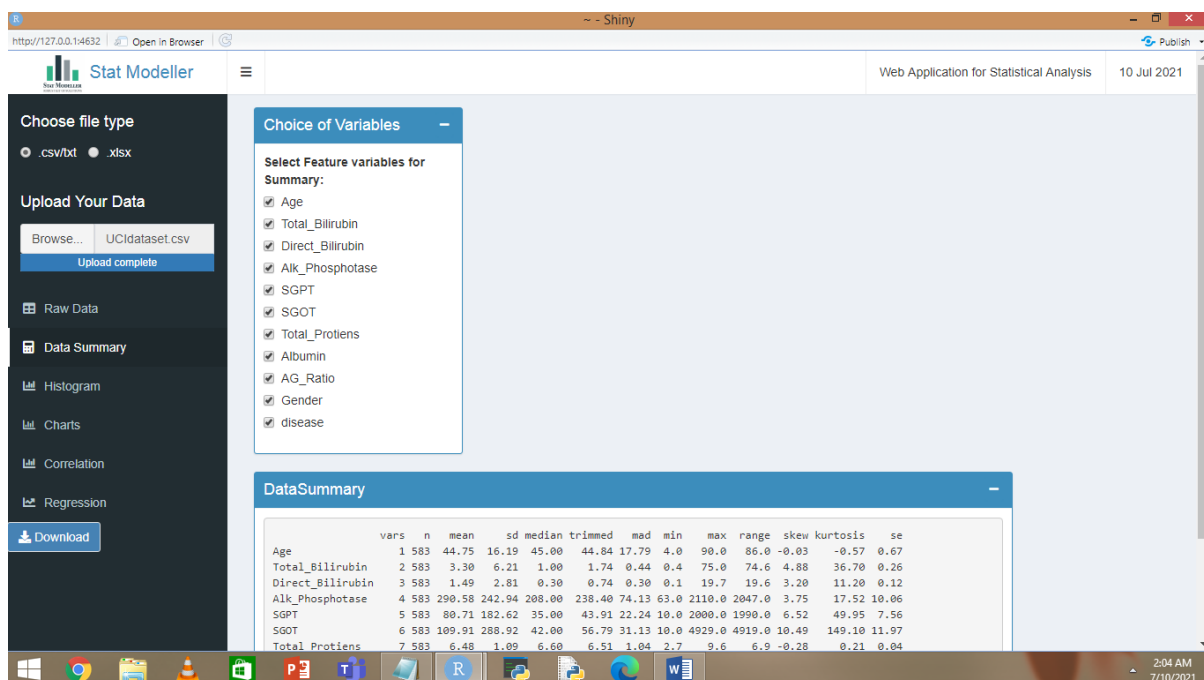 ~ - Shiny
http://127.0.0.1:4632 Open in Browser Publish
STAT MODELLER Stat Modeller Web Application for Statistical Analysis 10 Jul 2021
Choose file type
.csv/txt .xlsx
Upload Your Data
Browse... UCIdataset.csv
Upload complete
Raw Data
Data Summary
Histogram
Charts
Correlation
Regression
Download
Choice of Variables
Select Feature variables for
Summary:
Age
Total_Bilirubin
Direct_Bilirubin
Alk_Phosphotase
SGPT
SGOT
Total_Protiens
Albumin
AG_Ratio
Gender
disease
DataSummary
vars n mean sd median trimmed mad min max range skew kurtosis se
Age 1 583 44.75 16.19 45.00 44.84 17.79 4.0 90.0 86.0 -0.03 -0.57 0.67
Total_Bilirubin 2 583 3.30 6.21 1.00 1.74 0.44 0.4 75.0 74.6 4.88 36.70 0.26
Direct_Bilirubin 3 583 1.49 2.81 0.30 0.74 0.30 0.1 19.7 19.6 3.20 11.20 0.12
Alk_Phosphotase 4 583 290.58 242.94 208.00 238.40 74.13 63.0 2110.0 2047.0 3.75 17.52 10.06
SGPT 5 583 80.71 182.62 35.00 43.91 22.24 10.0 2000.0 1990.0 6.52 49.95 7.56
SGOT 6 583 109.91 288.92 42.00 56.79 31.13 10.0 4929.0 4919.0 10.49 149.10 11.97
Total_Protiens 7 583 6.48 1.09 6.60 6.51 1.04 2.7 9.6 6.9 -0.28 0.21 0.04
2:04 AM
7/10/2021